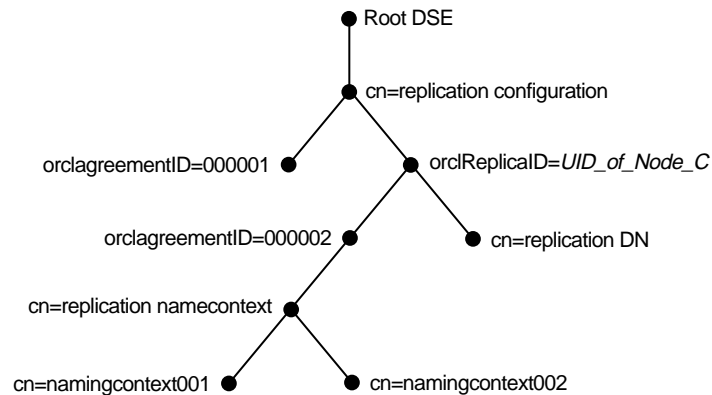 Root DSE
cn=replication configuration
orclagreementID=000001
orclReplicaID=UID_of_Node_C
orclagreementID=000002
cn=replication DN
cn=replication namecontext
cn=namingcontext001
cn=namingcontext002